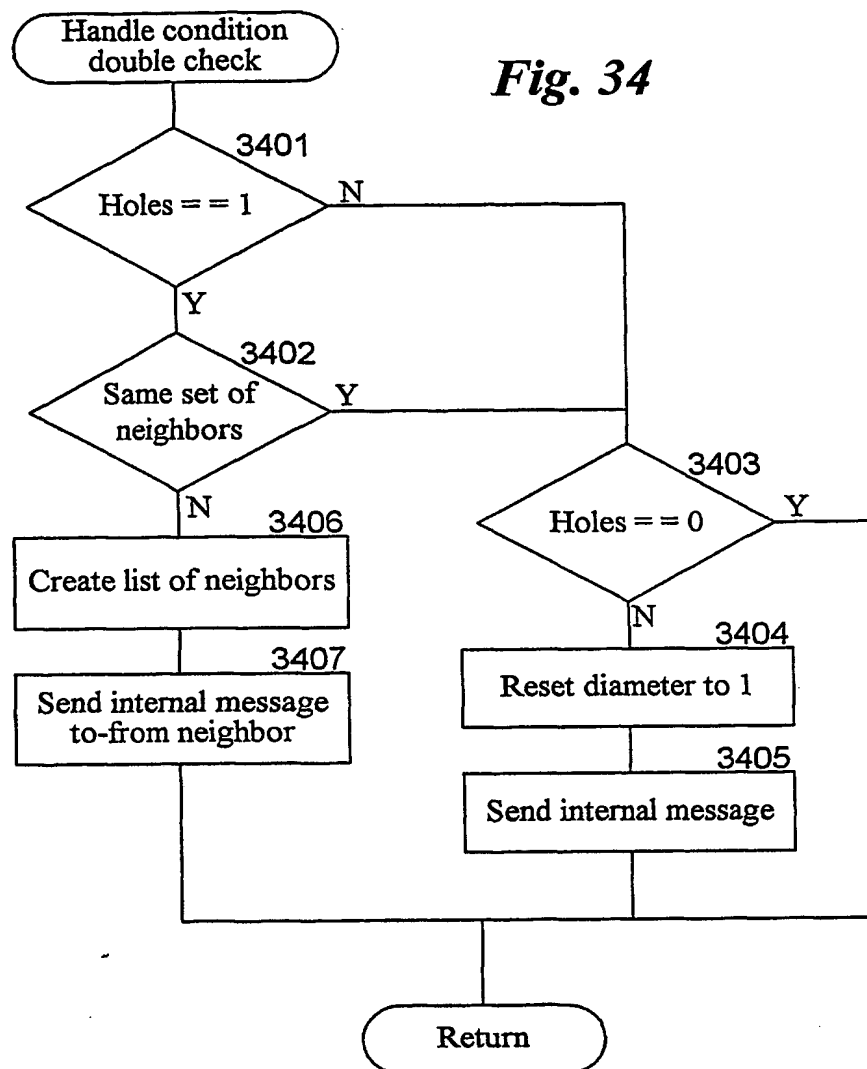 Handle condition
double check
Fig. 34
3401
Holes = = 1
N
Y
3402
Same set of
neighbors
Y
N
3403
Holes = = 0
Y
N
3406
Create list of neighbors
3404
Reset diameter to 1
3407
Send internal message
to-from neighbor
3405
Send internal message
Return